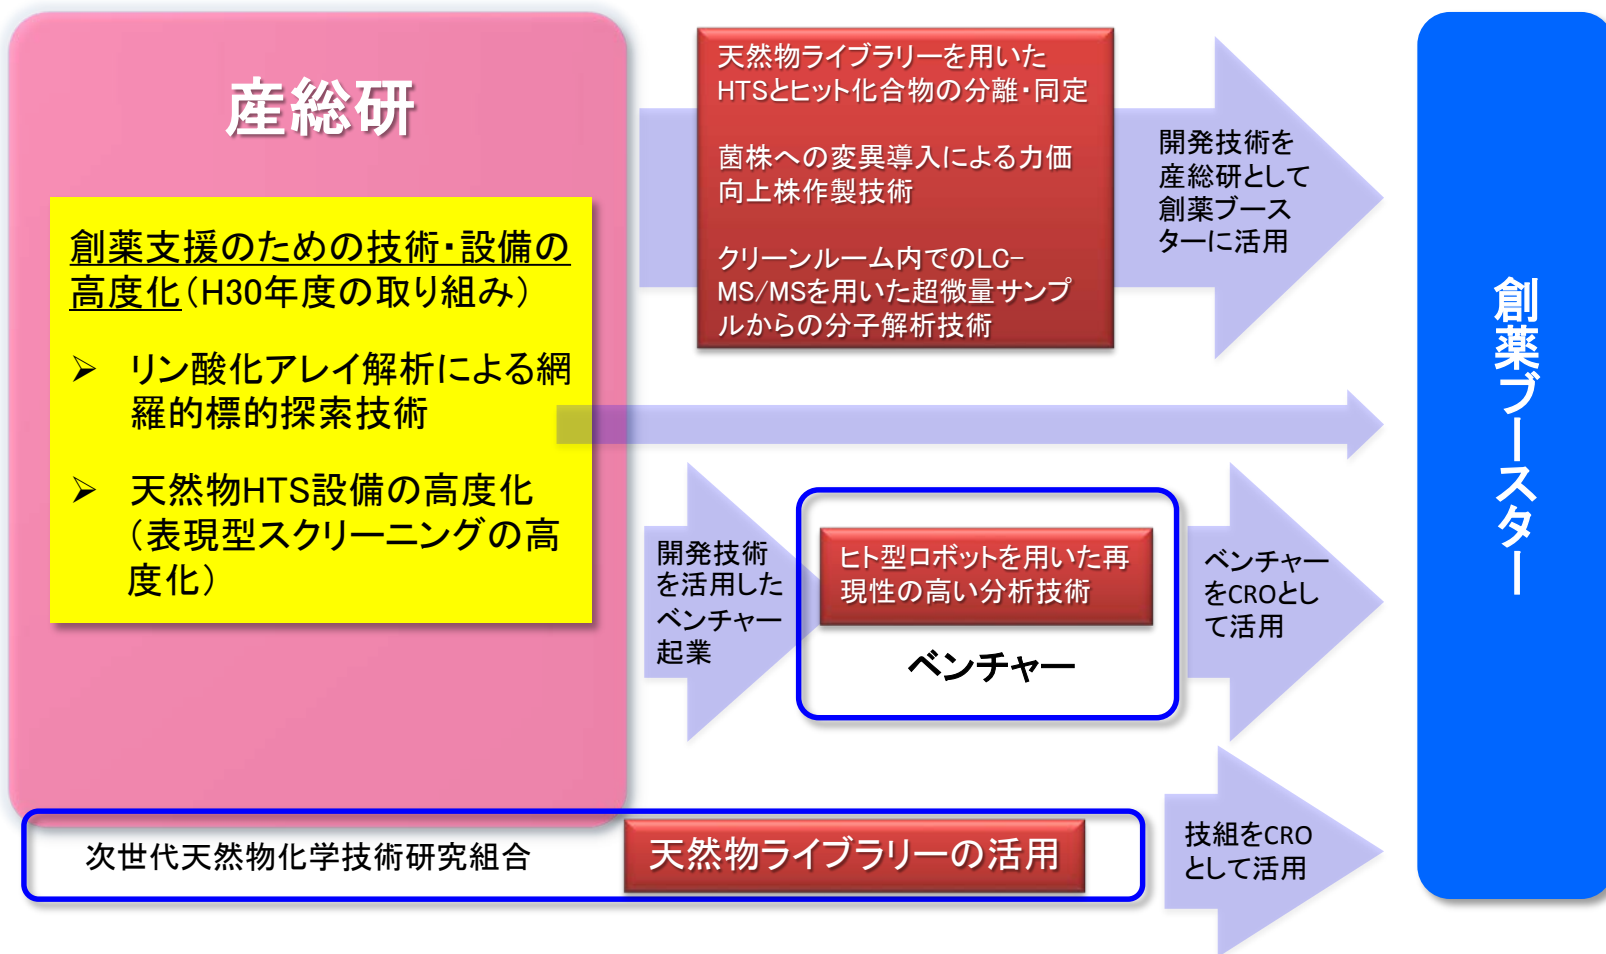 産総研
創薬支援のための技術・設備の
高度化（H30年度の取り組み）
➢ リン酸化アレイ解析による網
羅的標的探索技術
➢ 天然物HTS設備の高度化
（表現型スクリーニングの高
度化）
天然物ライブラリーを用いた
HTSとヒット化合物の分離・同定
菌株への変異導入による力価
向上株作製技術
クリーンルーム内でのLC-
MS/MSを用いた超微量サンプ
ルからの分子解析技術
開発技術を
産総研として
創薬ブース
ターに活用
開発技術
を活用した
ベンチャー
起業
ヒト型ロボットを用いた再
現性の高い分析技術
ベンチャー
ベンチャー
をCROとし
て活用
次世代天然物化学技術研究組合
天然物ライブラリーの活用
技組をCRO
として活用
創薬ブースター